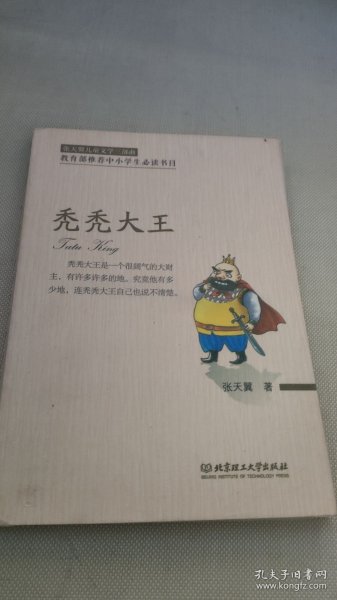 张天翼儿童文学三部曲
教育部推荐中小学生必读书目
秃秃大王
Tutu King
秃秃大王是一个很阔气的大财
主，有许多许多的地。究竟他有多
少地，连秃秃大王自己也说不清楚。
张天翼 著
北京理工大学出版社
BEIJING INSTITUTE OF TECHNOLOGY PRESS
孔夫子旧书网
www.kongfz.com